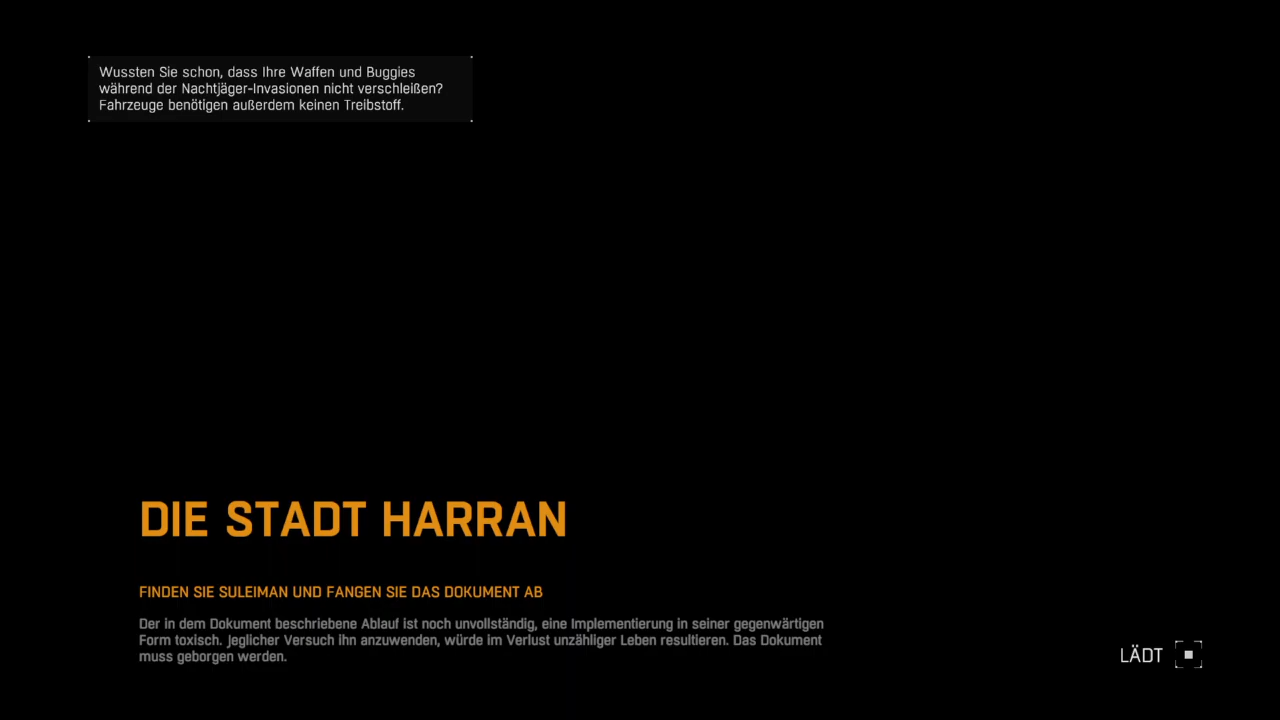 Wussten Sie schon, dass Ihre Waffen und Buggies
während der Nachtjäger-Invasionen nicht verschleißen?
Fahrzeuge benötigen außerdem keinen Treibstoff.
DIE STADT HARRAN
FINDEN SIE SULEIMAN UND FANGEN SIE DAS DOKUMENT AB
Der in dem Dokument beschriebene Ablauf ist noch unvollständig, eine Implementierung in seiner gegenwärtigen
Form toxisch. Jeglicher Versuch ihn anzuwenden, würde im Verlust unzähliger Leben resultieren. Das Dokument
muss geborgen werden.
LÄDT